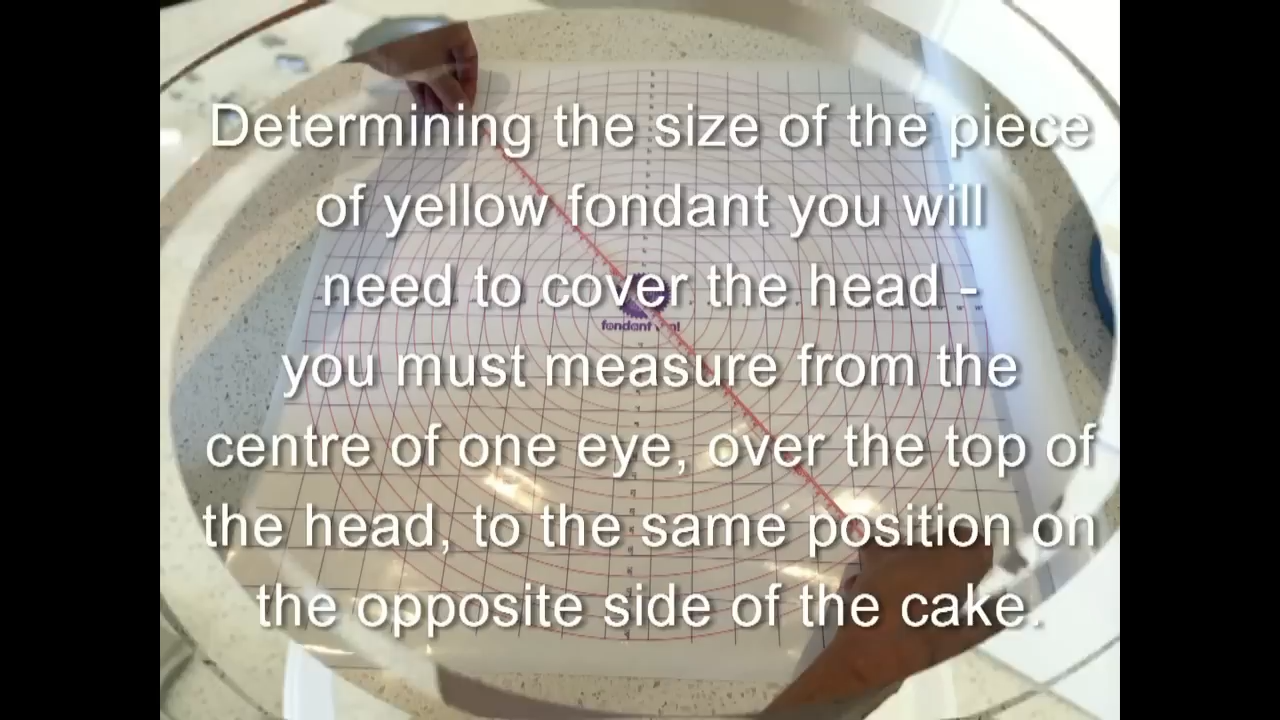 Determining the size of the piece
of yellow fondant you will
need to cover the head -
you must measure from the
centre of one eye, over the top of
the head, to the same position on
the opposite side of the cake.
fondant